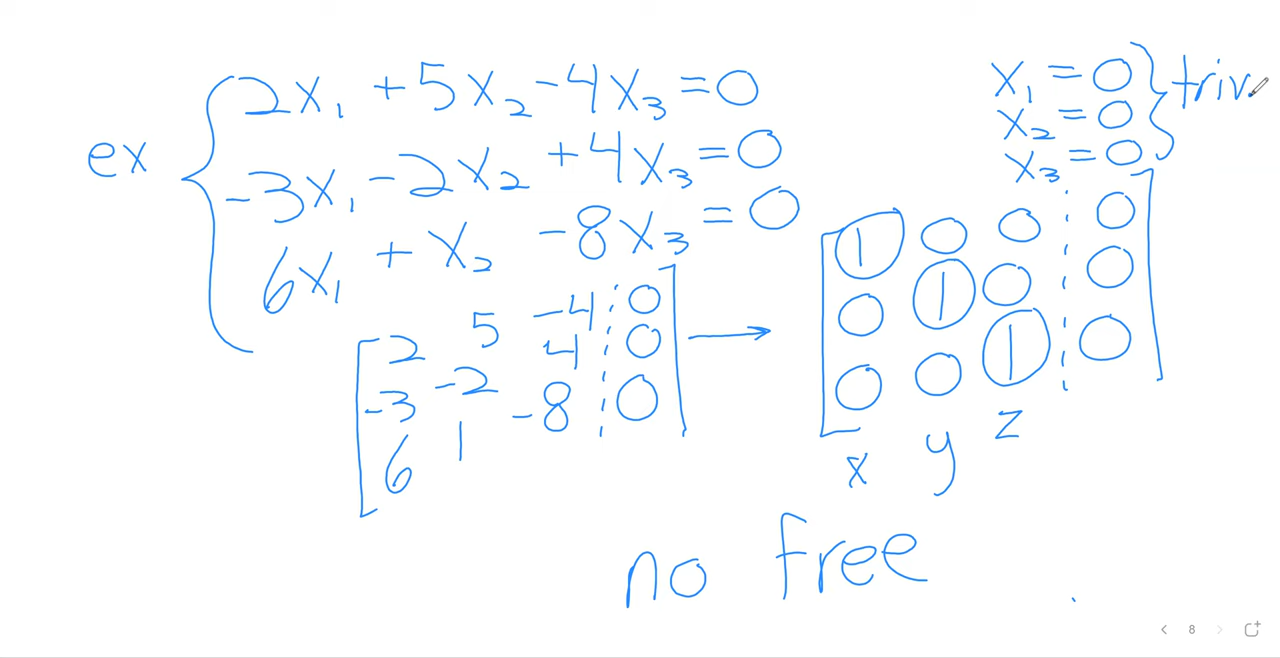 ex
2x₁ + 5x₂ - 4x₃ = 0
-3x₁ - 2x₂ + 4x₃ = 0
6x₁ + x₂ - 8x₃ = 0
x₁ = 0 } triv
x₂ = 0
x₃ = 0
[ 2 5 -4 ¦ 0 ]
[ -3 -2 4 ¦ 0 ]
[ 6 1 -8 ¦ 0 ]
→
[ 1 0 0 ¦ 0 ]
[ 0 1 0 ¦ 0 ]
[ 0 0 1 ¦ 0 ]
x y z
no free
8